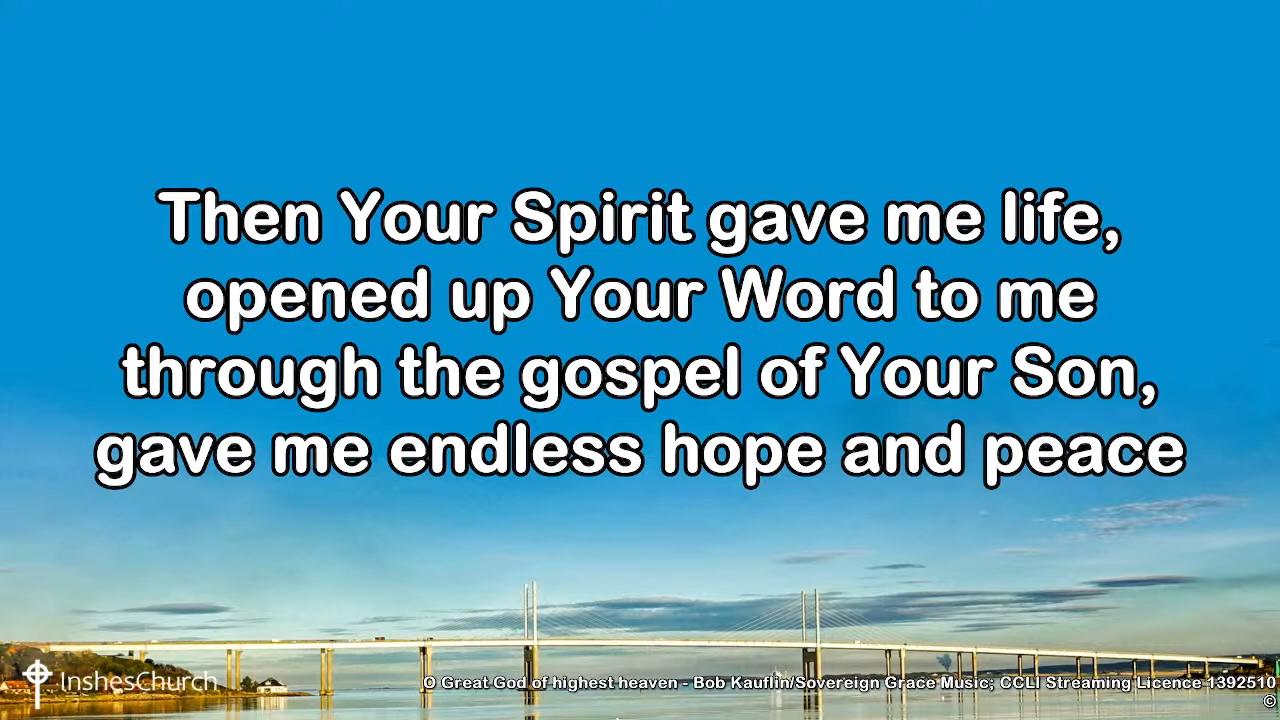 Then Your Spirit gave me life,
opened up Your Word to me
through the gospel of Your Son,
gave me endless hope and peace
InshesChurch
O Great God of highest heaven - Bob Kauflin/Sovereign Grace Music; CCLI Streaming Licence 1392510
©